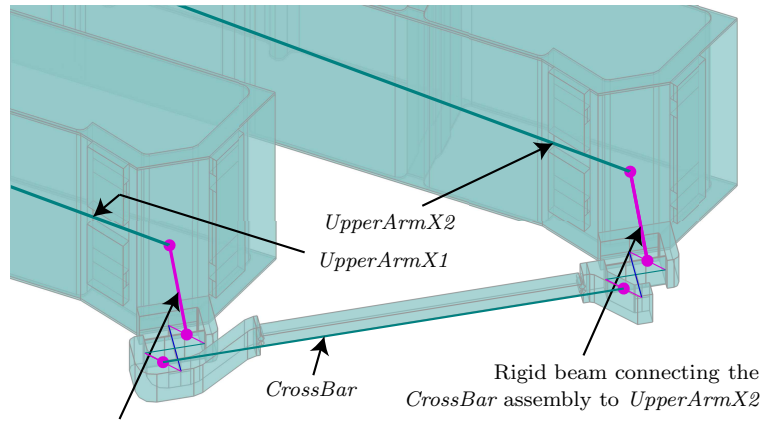 UpperArmX2
UpperArmX1
CrossBar
Rigid beam connecting the
CrossBar assembly to UpperArmX2